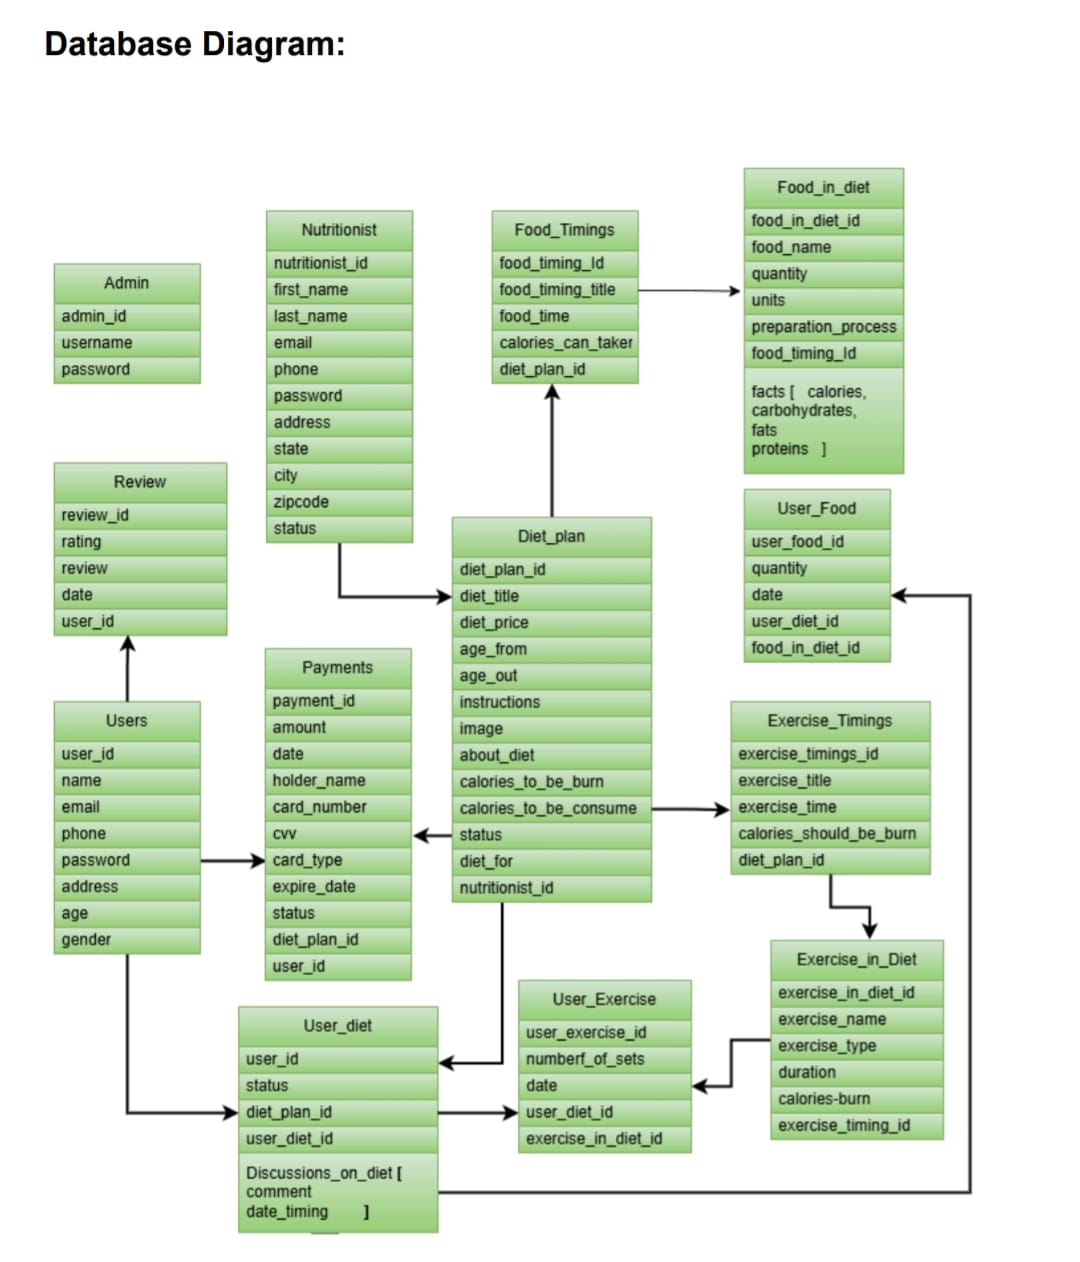 Database Diagram:
Admin
admin_id
username
password
Nutritionist
nutritionist_id
first_name
last_name
email
phone
password
address
state
city
zipcode
status
Food_Timings
food_timing_Id
food_timing_title
food_time
calories_can_taker
diet_plan_id
Food_in_diet
food_in_diet_id
food_name
quantity
units
preparation_process
food_timing_Id
facts [ calories,
carbohydrates,
fats
proteins ]
Review
review_id
rating
review
date
user_id
Users
user_id
name
email
phone
password
address
age
gender
Payments
payment_id
amount
date
holder_name
card_number
cvv
card_type
expire_date
status
diet_plan_id
user_id
Diet_plan
diet_plan_id
diet_title
diet_price
age_from
age_out
instructions
image
about_diet
calories_to_be_burn
calories_to_be_consume
status
diet_for
nutritionist_id
User_Food
user_food_id
quantity
date
user_diet_id
food_in_diet_id
Exercise_Timings
exercise_timings_id
exercise_title
exercise_time
calories_should_be_burn
diet_plan_id
User_diet
user_id
status
diet_plan_id
user_diet_id
Discussions_on_diet [
comment
date_timing ]
User_Exercise
user_exercise_id
numberf_of_sets
date
user_diet_id
exercise_in_diet_id
Exercise_in_Diet
exercise_in_diet_id
exercise_name
exercise_type
duration
calories-burn
exercise_timing_id